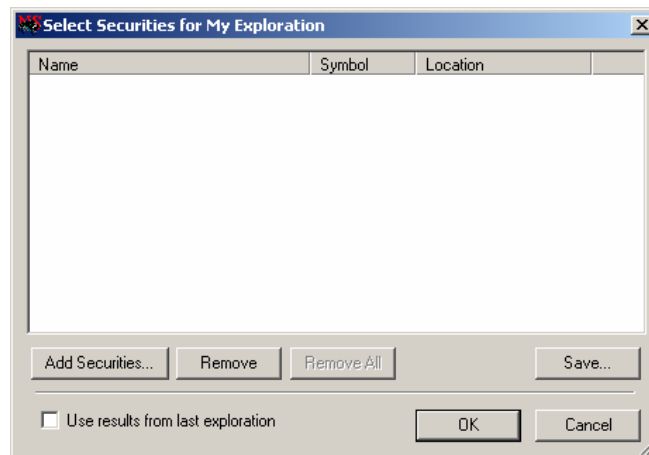 MS Select Securities for My Exploration
Name Symbol Location
Add Securities... Remove Remove All Save...
Use results from last exploration OK Cancel